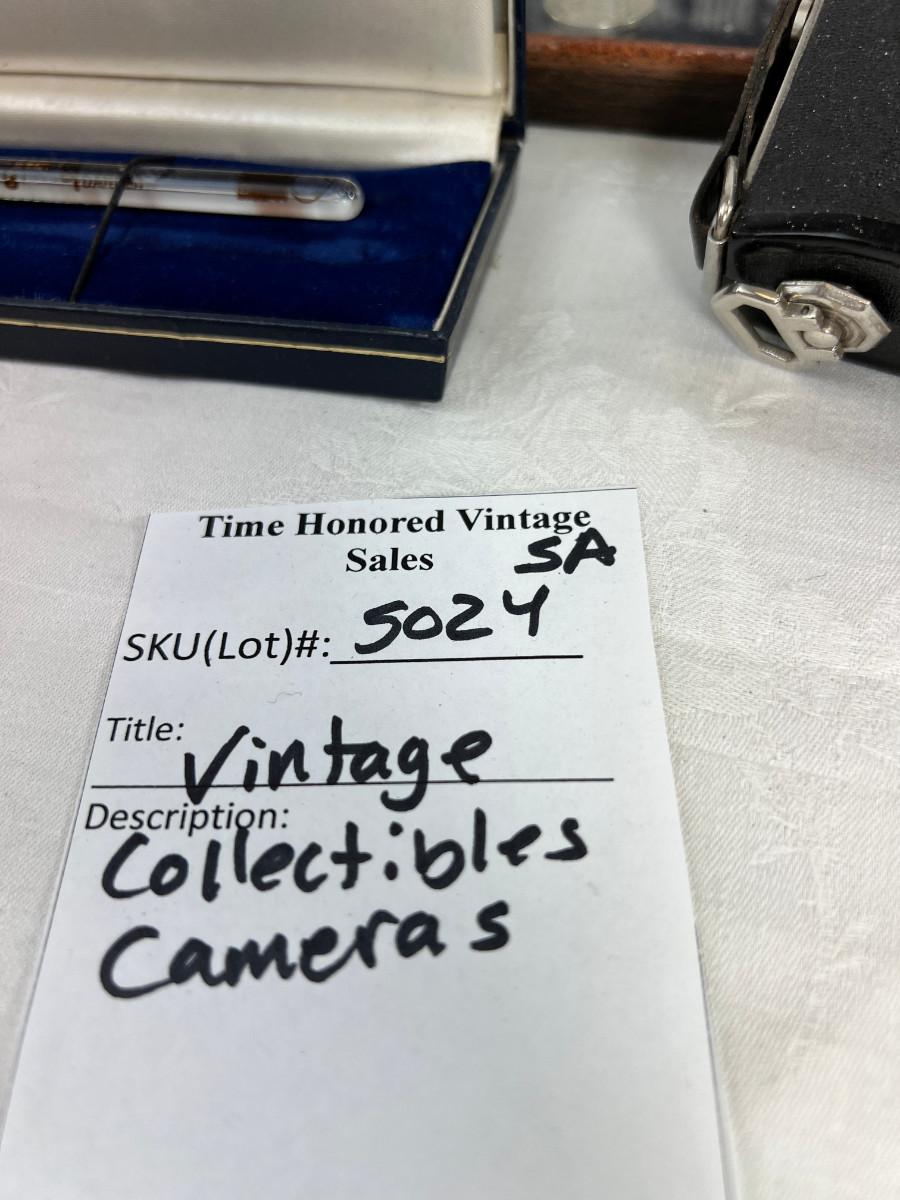 Time Honored Vintage
Sales SA
SKU(Lot)#: 5024
Title: Vintage
Description:
Collectibles
Cameras